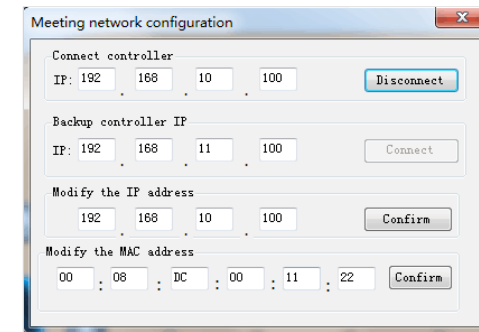 Meeting network configuration
Connect controller
IP: 192 . 168 . 10 . 100 Disconnect
Backup controller IP
IP: 192 . 168 . 11 . 100 Connect
Modify the IP address
192 . 168 . 10 . 100 Confirm
Modify the MAC address
00 : 08 : DC : 00 : 11 : 22 Confirm